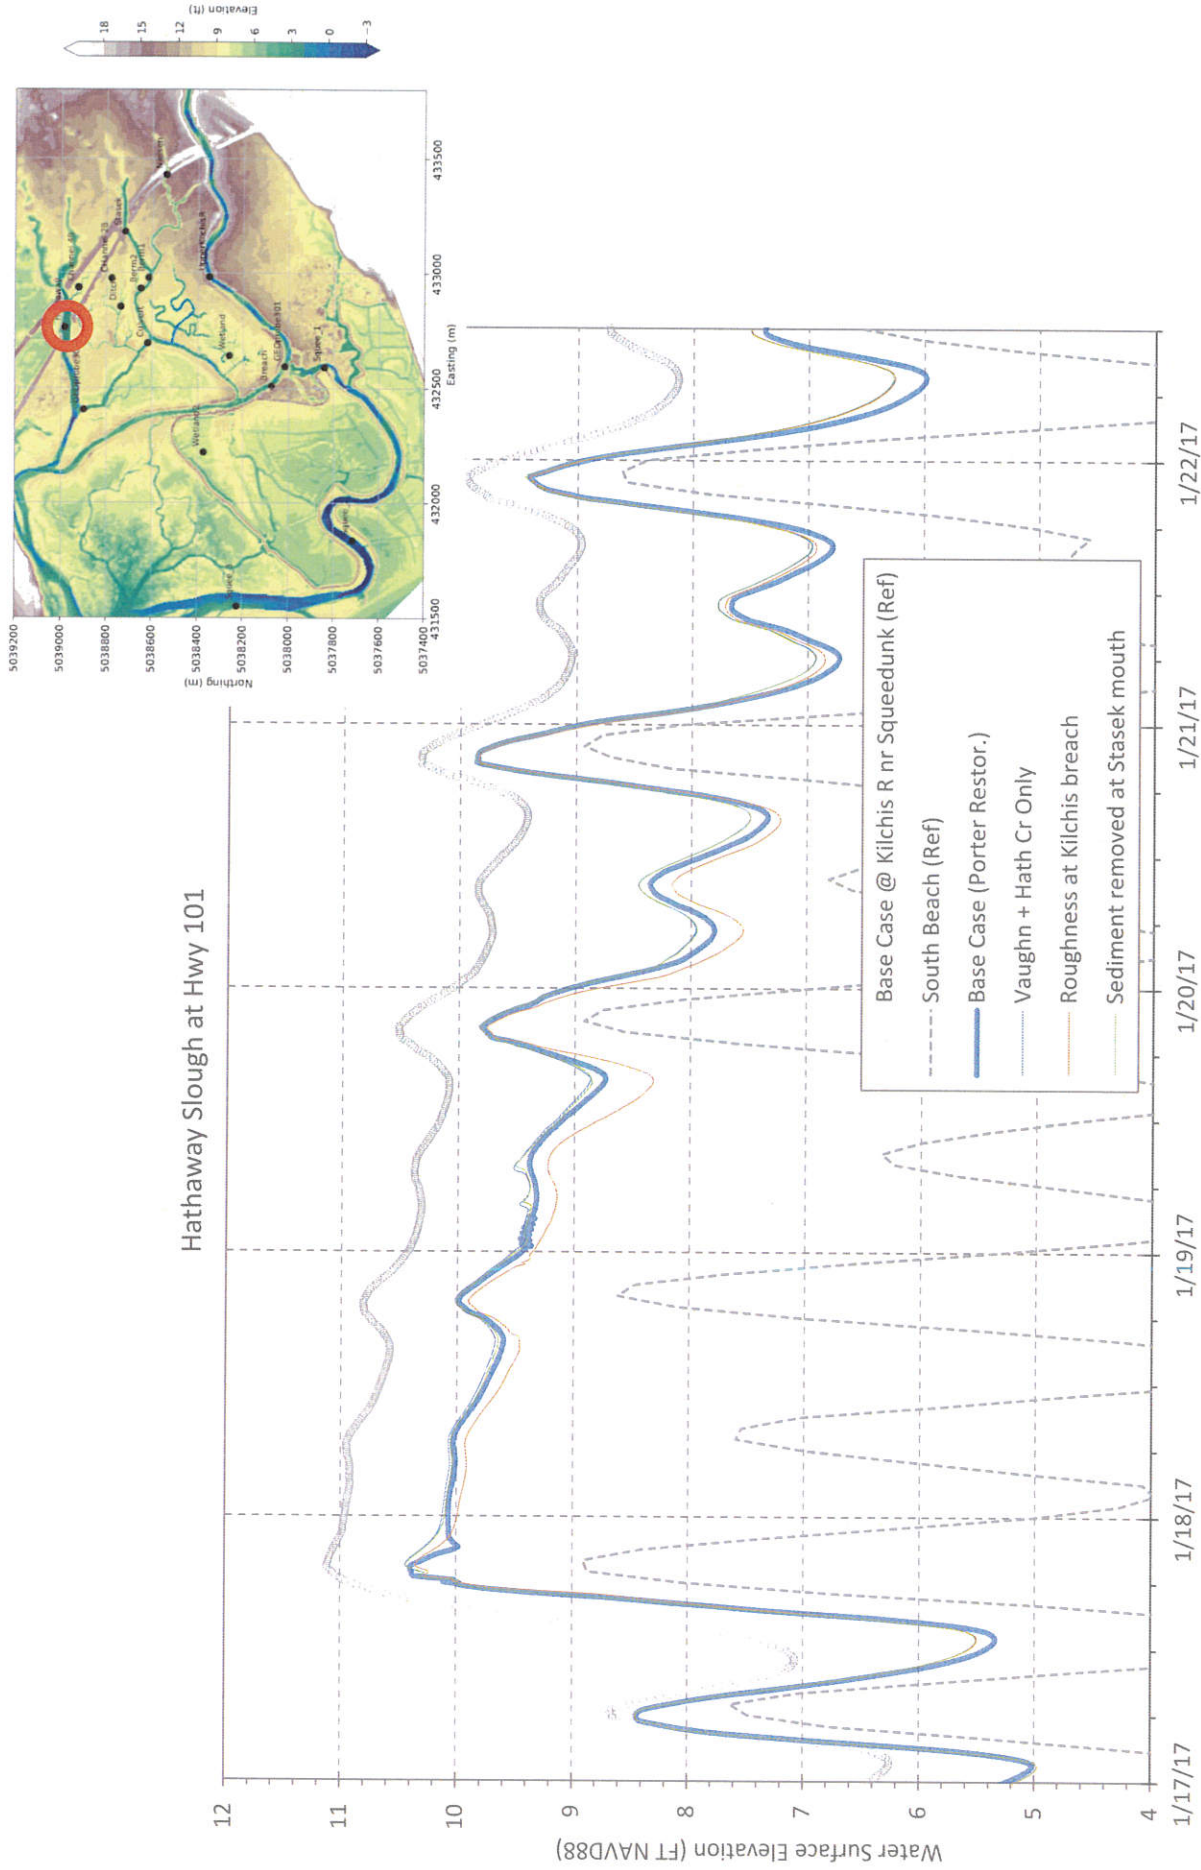 Hathaway Slough at Hwy 101
Water Surface Elevation (FT NAVD88)
12
11
10
9
8
7
6
5
4
1/17/17
1/18/17
1/19/17
1/20/17
1/21/17
1/22/17
Base Case @ Kilchis R nr Squeedunk (Ref)
South Beach (Ref)
Base Case (Porter Restor.)
Vaughn + Hath Cr Only
Roughness at Kilchis breach
Sediment removed at Stasek mouth
Northing (m)
5039200
5039000
5038800
5038600
5038400
5038200
5038000
5037800
5037600
5037400
431500
432000
432500
433000
433500
Easting (m)
Stasek
Nielsen
Ditch
Berm2
Berm1
Culvert
Wetland
Breach
Squee_1
Elevation (ft)
18
15
12
9
6
3
0
−3